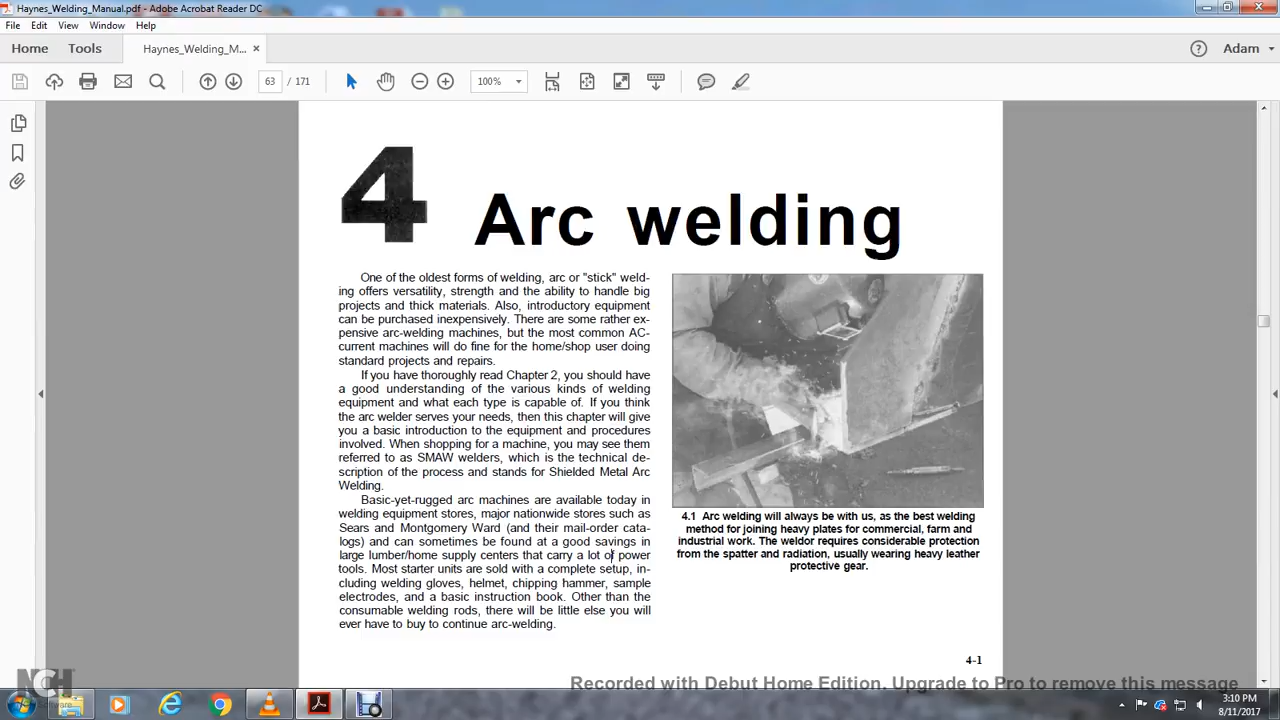 Haynes_Welding_Manual.pdf - Adobe Acrobat Reader DC
File Edit View Window Help
Home Tools Haynes_Welding_M... × Adam
63 / 171 100%
4 Arc welding
One of the oldest forms of welding, arc or "stick" weld-
ing offers versatility, strength and the ability to handle big
projects and thick materials. Also, introductory equipment
can be purchased inexpensively. There are some rather ex-
pensive arc-welding machines, but the most common AC-
current machines will do fine for the home/shop user doing
standard projects and repairs.
If you have thoroughly read Chapter 2, you should have
a good understanding of the various kinds of welding
equipment and what each type is capable of. If you think
the arc welder serves your needs, then this chapter will give
you a basic introduction to the equipment and procedures
involved. When shopping for a machine, you may see them
referred to as SMAW welders, which is the technical de-
scription of the process and stands for Shielded Metal Arc
Welding.
Basic-yet-rugged arc machines are available today in
welding equipment stores, major nationwide stores such as
Sears and Montgomery Ward (and their mail-order cata-
logs) and can sometimes be found at a good savings in
large lumber/home supply centers that carry a lot of power
tools. Most starter units are sold with a complete setup, in-
cluding welding gloves, helmet, chipping hammer, sample
electrodes, and a basic instruction book. Other than the
consumable welding rods, there will be little else you will
ever have to buy to continue arc-welding.
4.1 Arc welding will always be with us, as the best welding
method for joining heavy plates for commercial, farm and
industrial work. The weldor requires considerable protection
from the spatter and radiation, usually wearing heavy leather
protective gear.
4-1
NCH
Software
Recorded with Debut Home Edition. Upgrade to Pro to remove this message
3:10 PM
8/11/2017